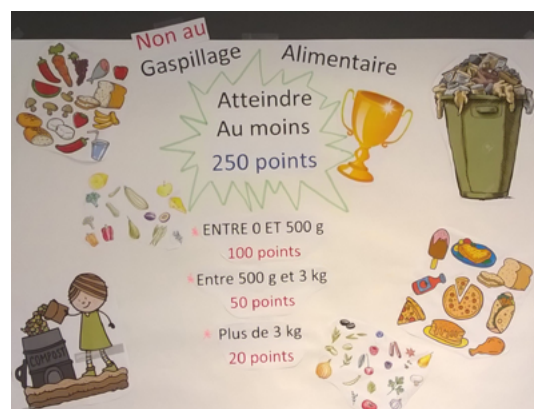 Non au
Gaspillage Alimentaire
Atteindre
Au moins
250 points
* ENTRE 0 ET 500 g
100 points
* Entre 500 g et 3 kg
50 points
* Plus de 3 kg
20 points
COMPOST